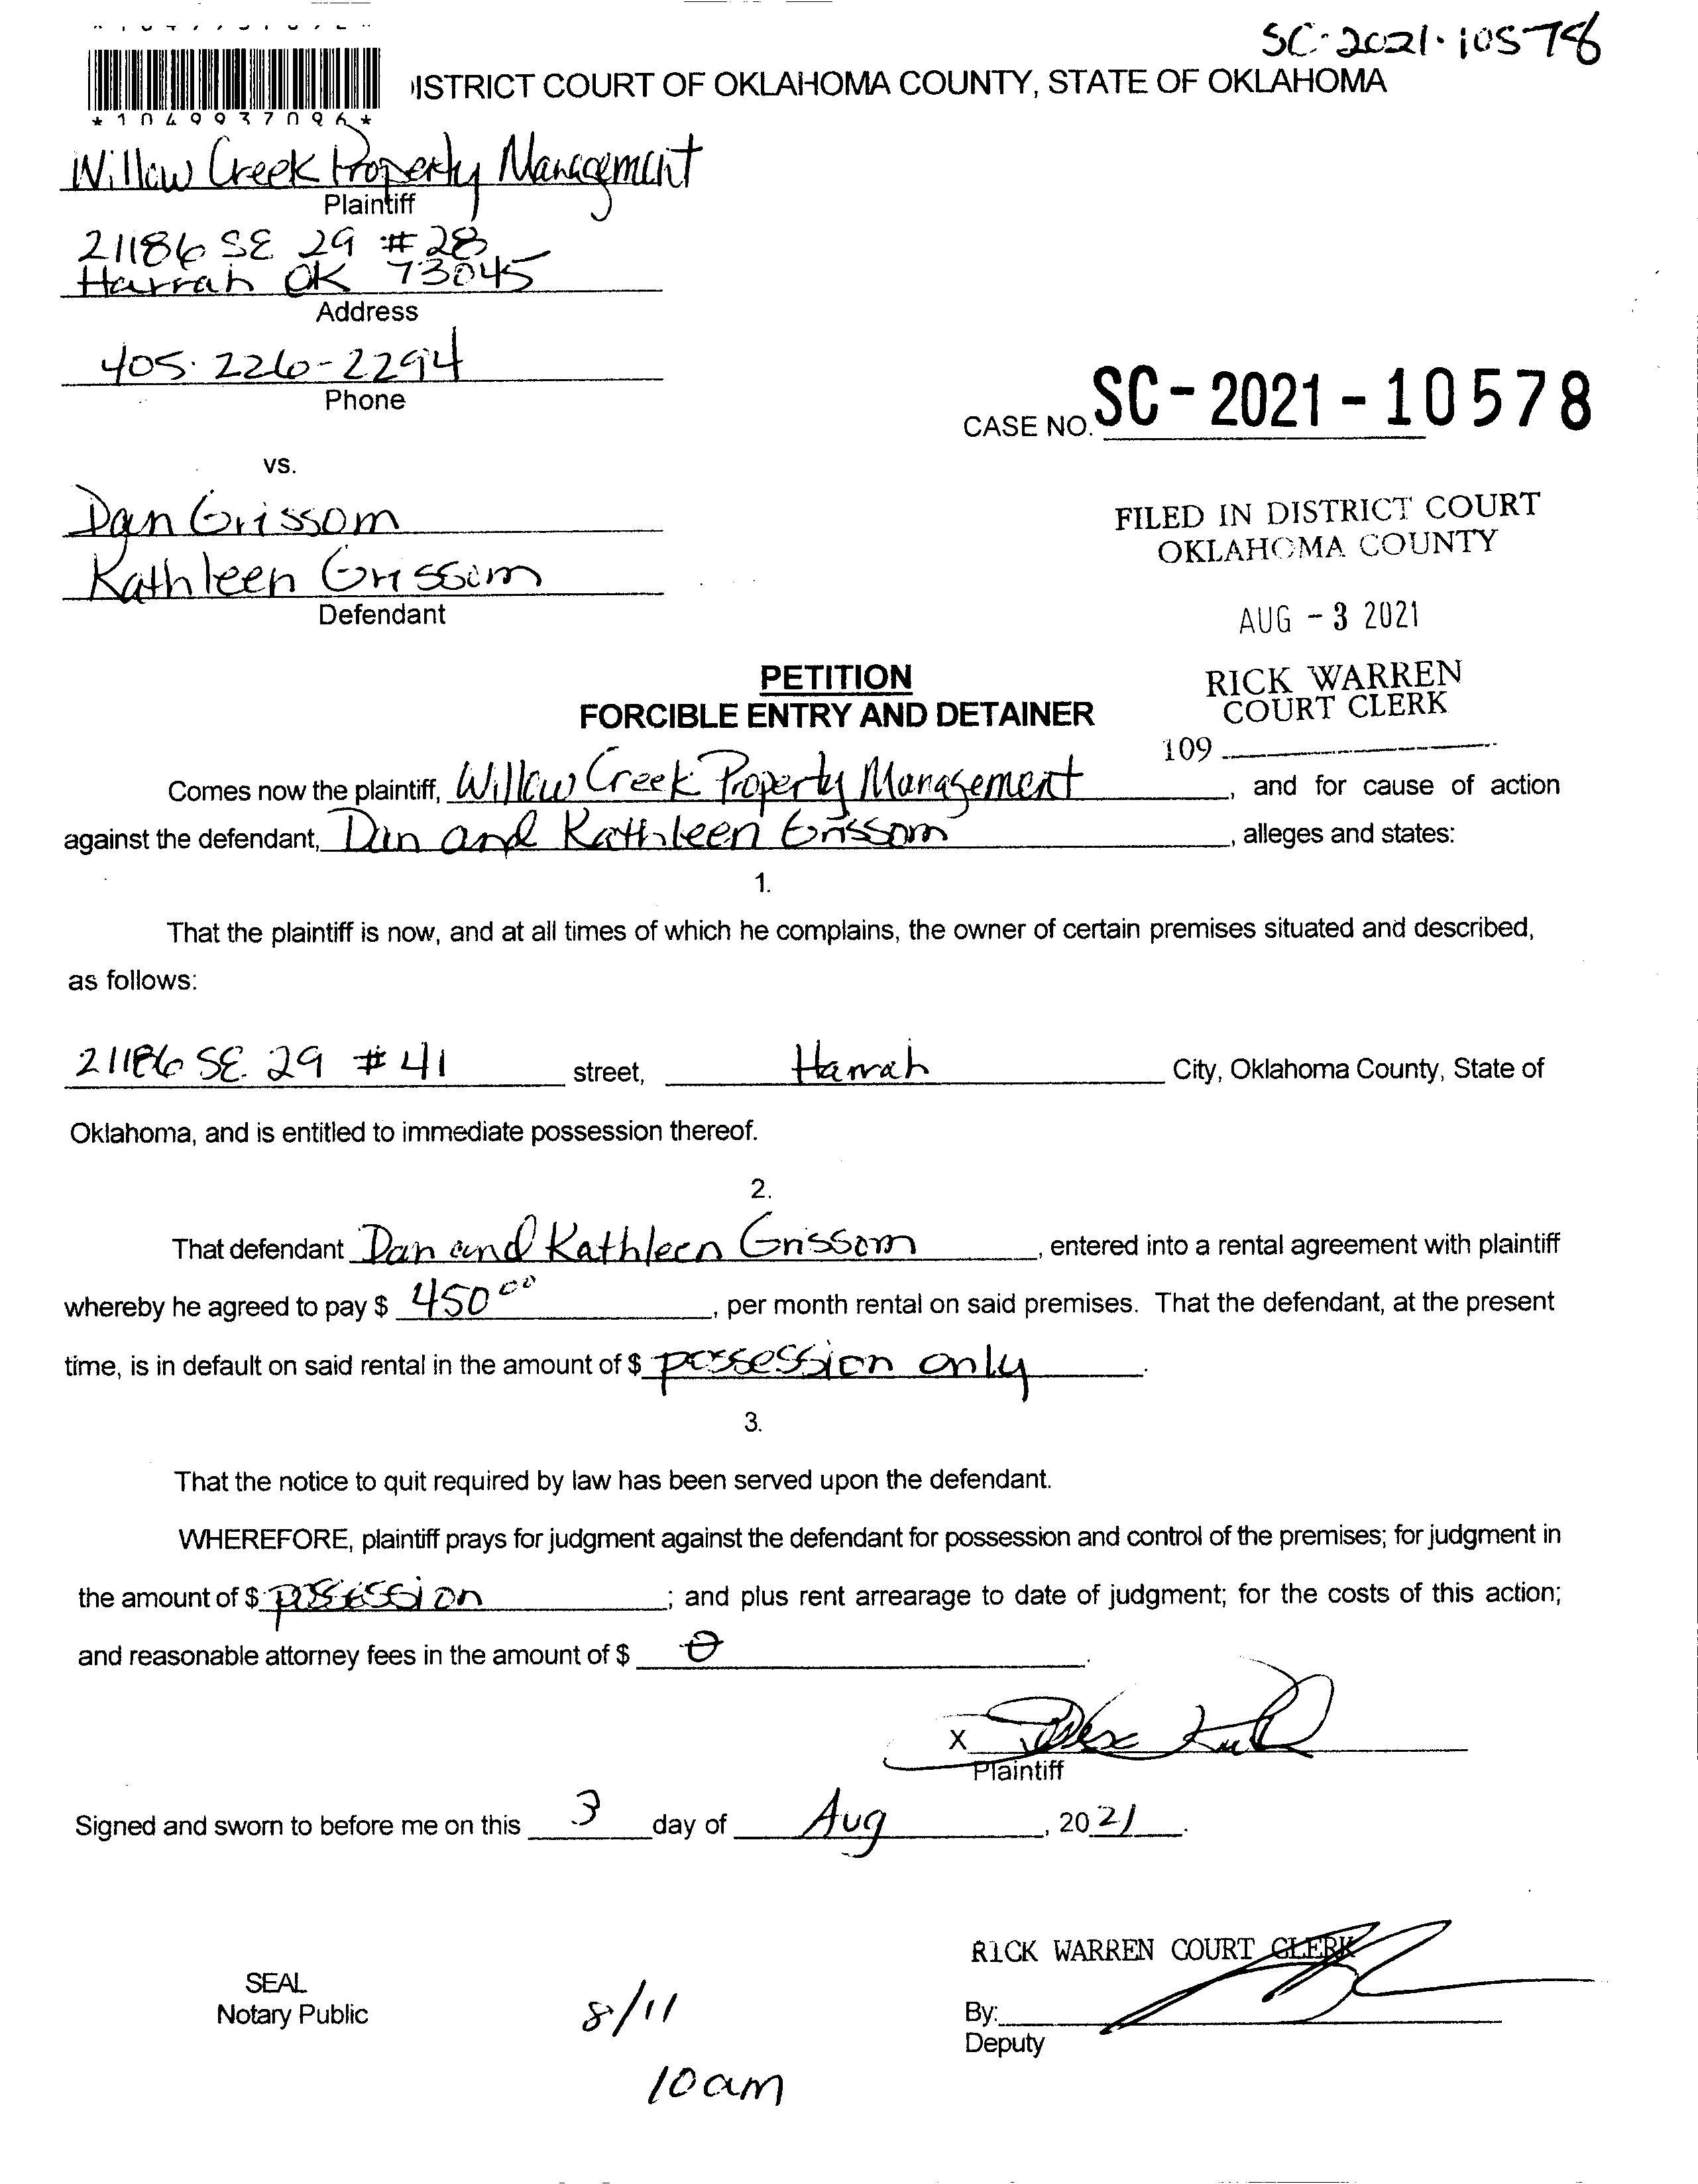 SC-2021-10578
ISTRICT COURT OF OKLAHOMA COUNTY, STATE OF OKLAHOMA
*1049937096*
Willow Creek Property Management
Plaintiff
21186 SE 29 #28
Harrah OK 73045
Address
405-226-2294
Phone
CASE NO. SC-2021-10578
vs.
Dan Grissom
Kathleen Grissom
Defendant
FILED IN DISTRICT COURT
OKLAHOMA COUNTY
AUG - 3 2021
RICK WARREN
COURT CLERK
109
PETITION
FORCIBLE ENTRY AND DETAINER
Comes now the plaintiff, Willow Creek Property Management, and for cause of action
against the defendant, Dan and Kathleen Grissom, alleges and states:
1.
That the plaintiff is now, and at all times of which he complains, the owner of certain premises situated and described,
as follows:
21186 SE 29 #41 street, Harrah City, Oklahoma County, State of
Oklahoma, and is entitled to immediate possession thereof.
2.
That defendant Dan and Kathleen Grissom, entered into a rental agreement with plaintiff
whereby he agreed to pay $ 450 00, per month rental on said premises. That the defendant, at the present
time, is in default on said rental in the amount of $ possession only.
3.
That the notice to quit required by law has been served upon the defendant.
WHEREFORE, plaintiff prays for judgment against the defendant for possession and control of the premises; for judgment in
the amount of $ possession; and plus rent arrearage to date of judgment; for the costs of this action;
and reasonable attorney fees in the amount of $ 0.
X
Plaintiff
Signed and sworn to before me on this 3 day of Aug, 2021.
RICK WARREN COURT CLERK
SEAL
Notary Public
By:
Deputy
8/11
10am